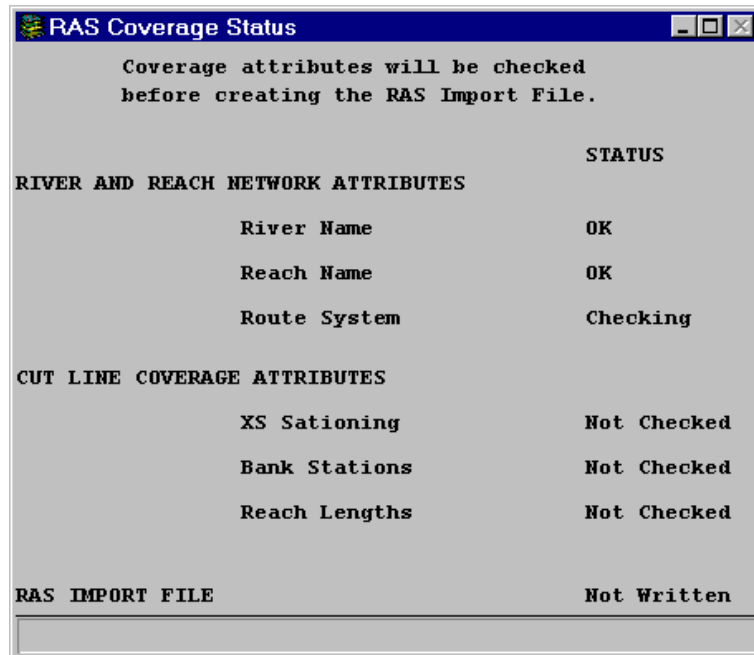 RAS Coverage Status
Coverage attributes will be checked
before creating the RAS Import File.
STATUS
RIVER AND REACH NETWORK ATTRIBUTES
River Name OK
Reach Name OK
Route System Checking
CUT LINE COVERAGE ATTRIBUTES
XS Sationing Not Checked
Bank Stations Not Checked
Reach Lengths Not Checked
RAS IMPORT FILE Not Written